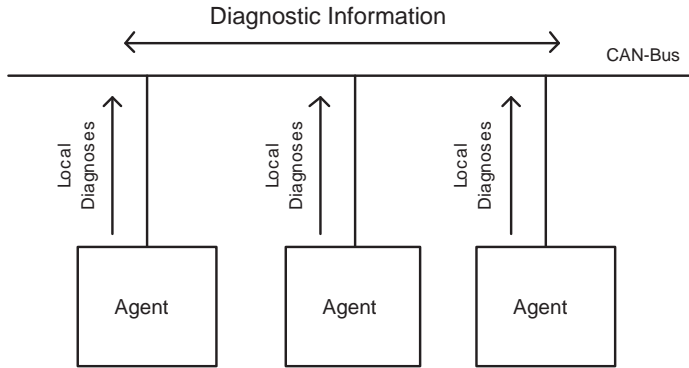 Diagnostic Information
CAN-Bus
Local
Diagnoses
Local
Diagnoses
Local
Diagnoses
Agent
Agent
Agent